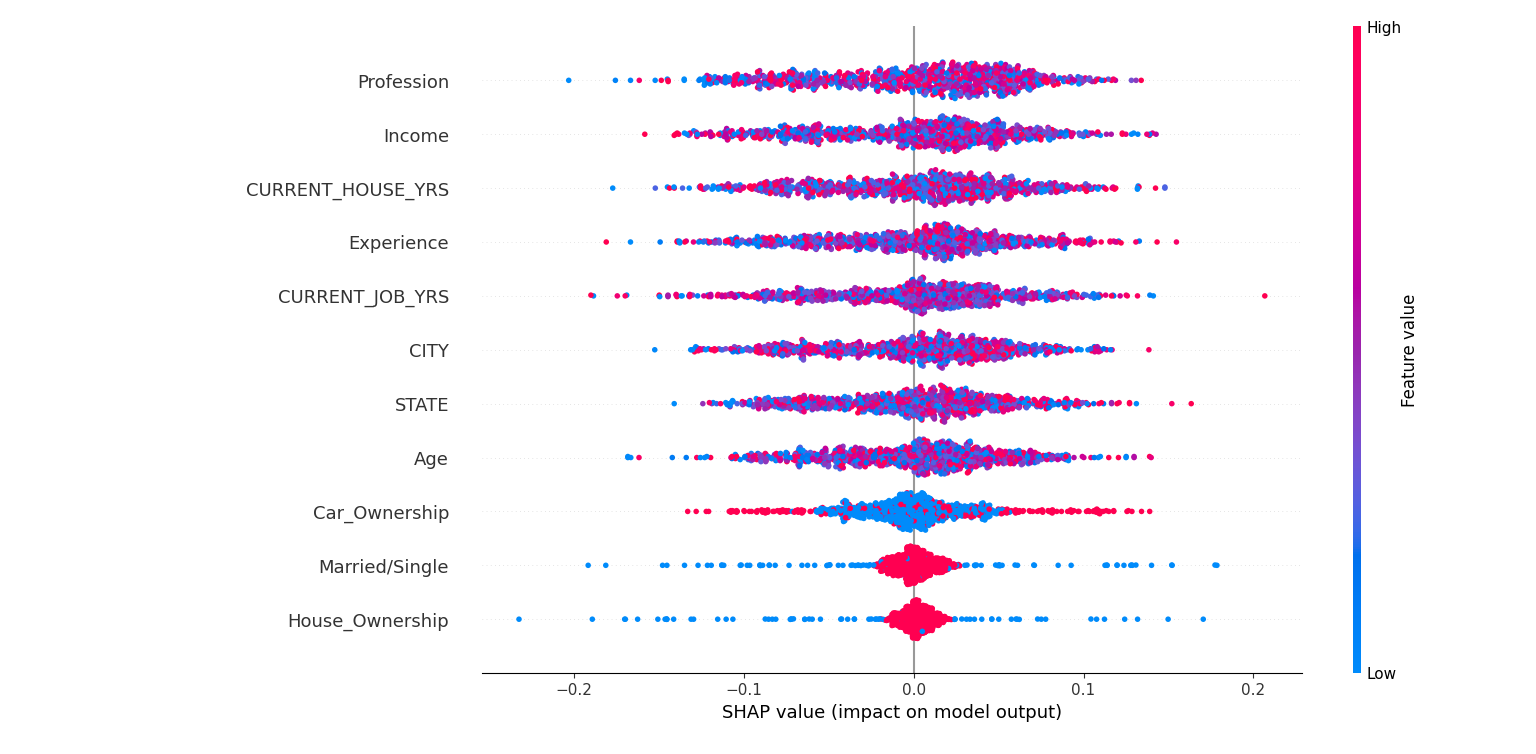 High
Profession
Income
CURRENT_HOUSE_YRS
Experience
CURRENT_JOB_YRS
CITY
STATE
Age
Car_Ownership
Married/Single
House_Ownership
Feature value
Low
−0.2 −0.1 0.0 0.1 0.2
SHAP value (impact on model output)